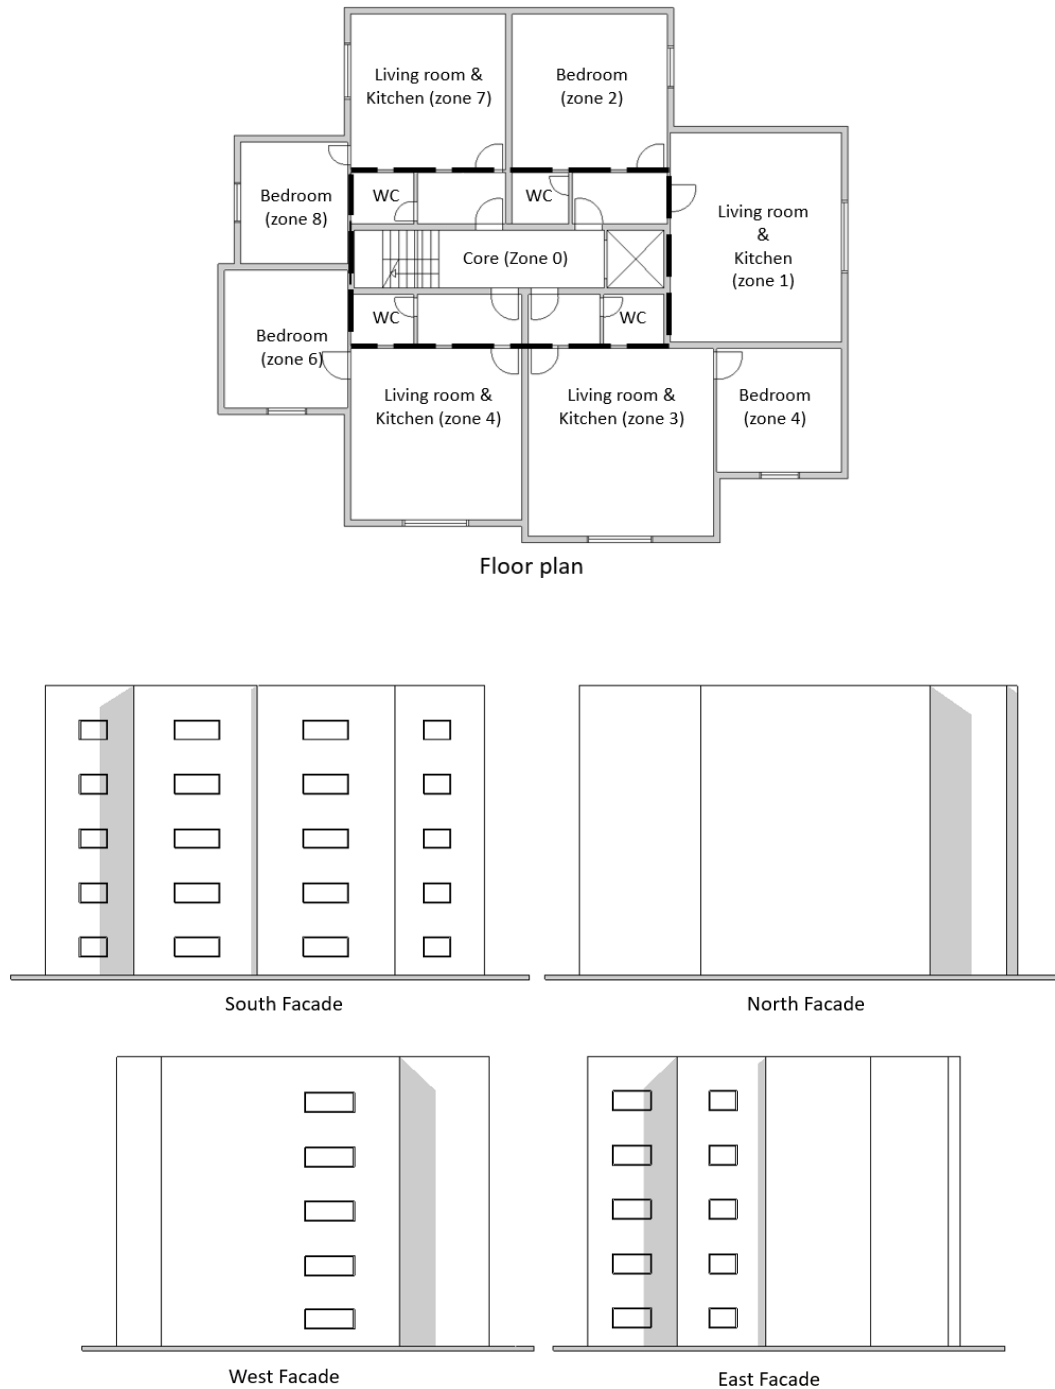 Living room &
Kitchen (zone 7)
Bedroom
(zone 2)
Bedroom
(zone 8)
WC
WC
Living room
&
Kitchen
(zone 1)
Core (Zone 0)
WC
WC
Bedroom
(zone 6)
Living room &
Kitchen (zone 4)
Living room &
Kitchen (zone 3)
Bedroom
(zone 4)
Floor plan
South Facade
North Facade
West Facade
East Facade